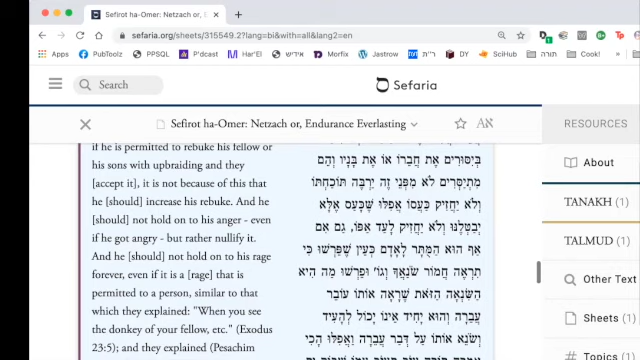 Sefirot ha-Omer: Netzach or, E
sefaria.org/sheets/315549.2?lang=bi&with=all&lang2=en
Apps
PubToolz
PPSQL
P'dcast
Har'El
אידיש
Morfix
Jastrow
DY
ר"ת
SciHub
תורה
Cook!
Search
Sefaria
Sefirot ha-Omer: Netzach or, Endurance Everlasting
RESOURCES
if he is permitted to rebuke his fellow or
his sons with upbraiding and they
[accept it], it is not because of this that
he [should] increase his rebuke. And he
[should] not hold on to his anger - even
if he got angry - but rather nullify it.
And he [should] not hold on to his rage
forever, even if it is a [rage] that is
permitted to a person, similar to that
which they explained: "When you see
the donkey of your fellow, etc." (Exodus
23:5); and they explained (Pesachim
בְּיִסּוּרִים אֶת חֲבֵרוֹ אוֹ אֶת בָּנָיו וְהֵם
מִתְיַסְּרִים לֹא מִפְּנֵי זֶה יַרְבֶּה תּוֹכַחְתּוֹ
וְלֹא יַחֲזִיק כַּעְסוֹ אֲפִלּוּ שֶׁכָּעַס אֶלָּא
יְבַטְּלֶנּוּ וְלֹא יַחֲזִיק לָעַד אַפּוֹ, גַּם אִם
אַף הוּא הַמֻּתָּר לָאָדָם כְּעֵין שֶׁפֵּרְשׁוּ כִּי
תִרְאֶה חֲמוֹר שֹׂנַאֲךָ וְגוֹ' וּפֵרְשׁוּ מָה הִיא
הַשִּׂנְאָה הַזֹּאת שֶׁרָאָה אוֹתוֹ עוֹבֵר
עֲבֵרָה וְהוּא יָחִיד אֵינוֹ יָכוֹל לְהָעִיד
וְשׂוֹנֵא אוֹתוֹ עַל דְּבַר עֲבֵרָה וַאֲפִלּוּ הָכִי
About
TANAKH (1)
TALMUD (1)
Other Text
Sheets (1)
Topics (1)